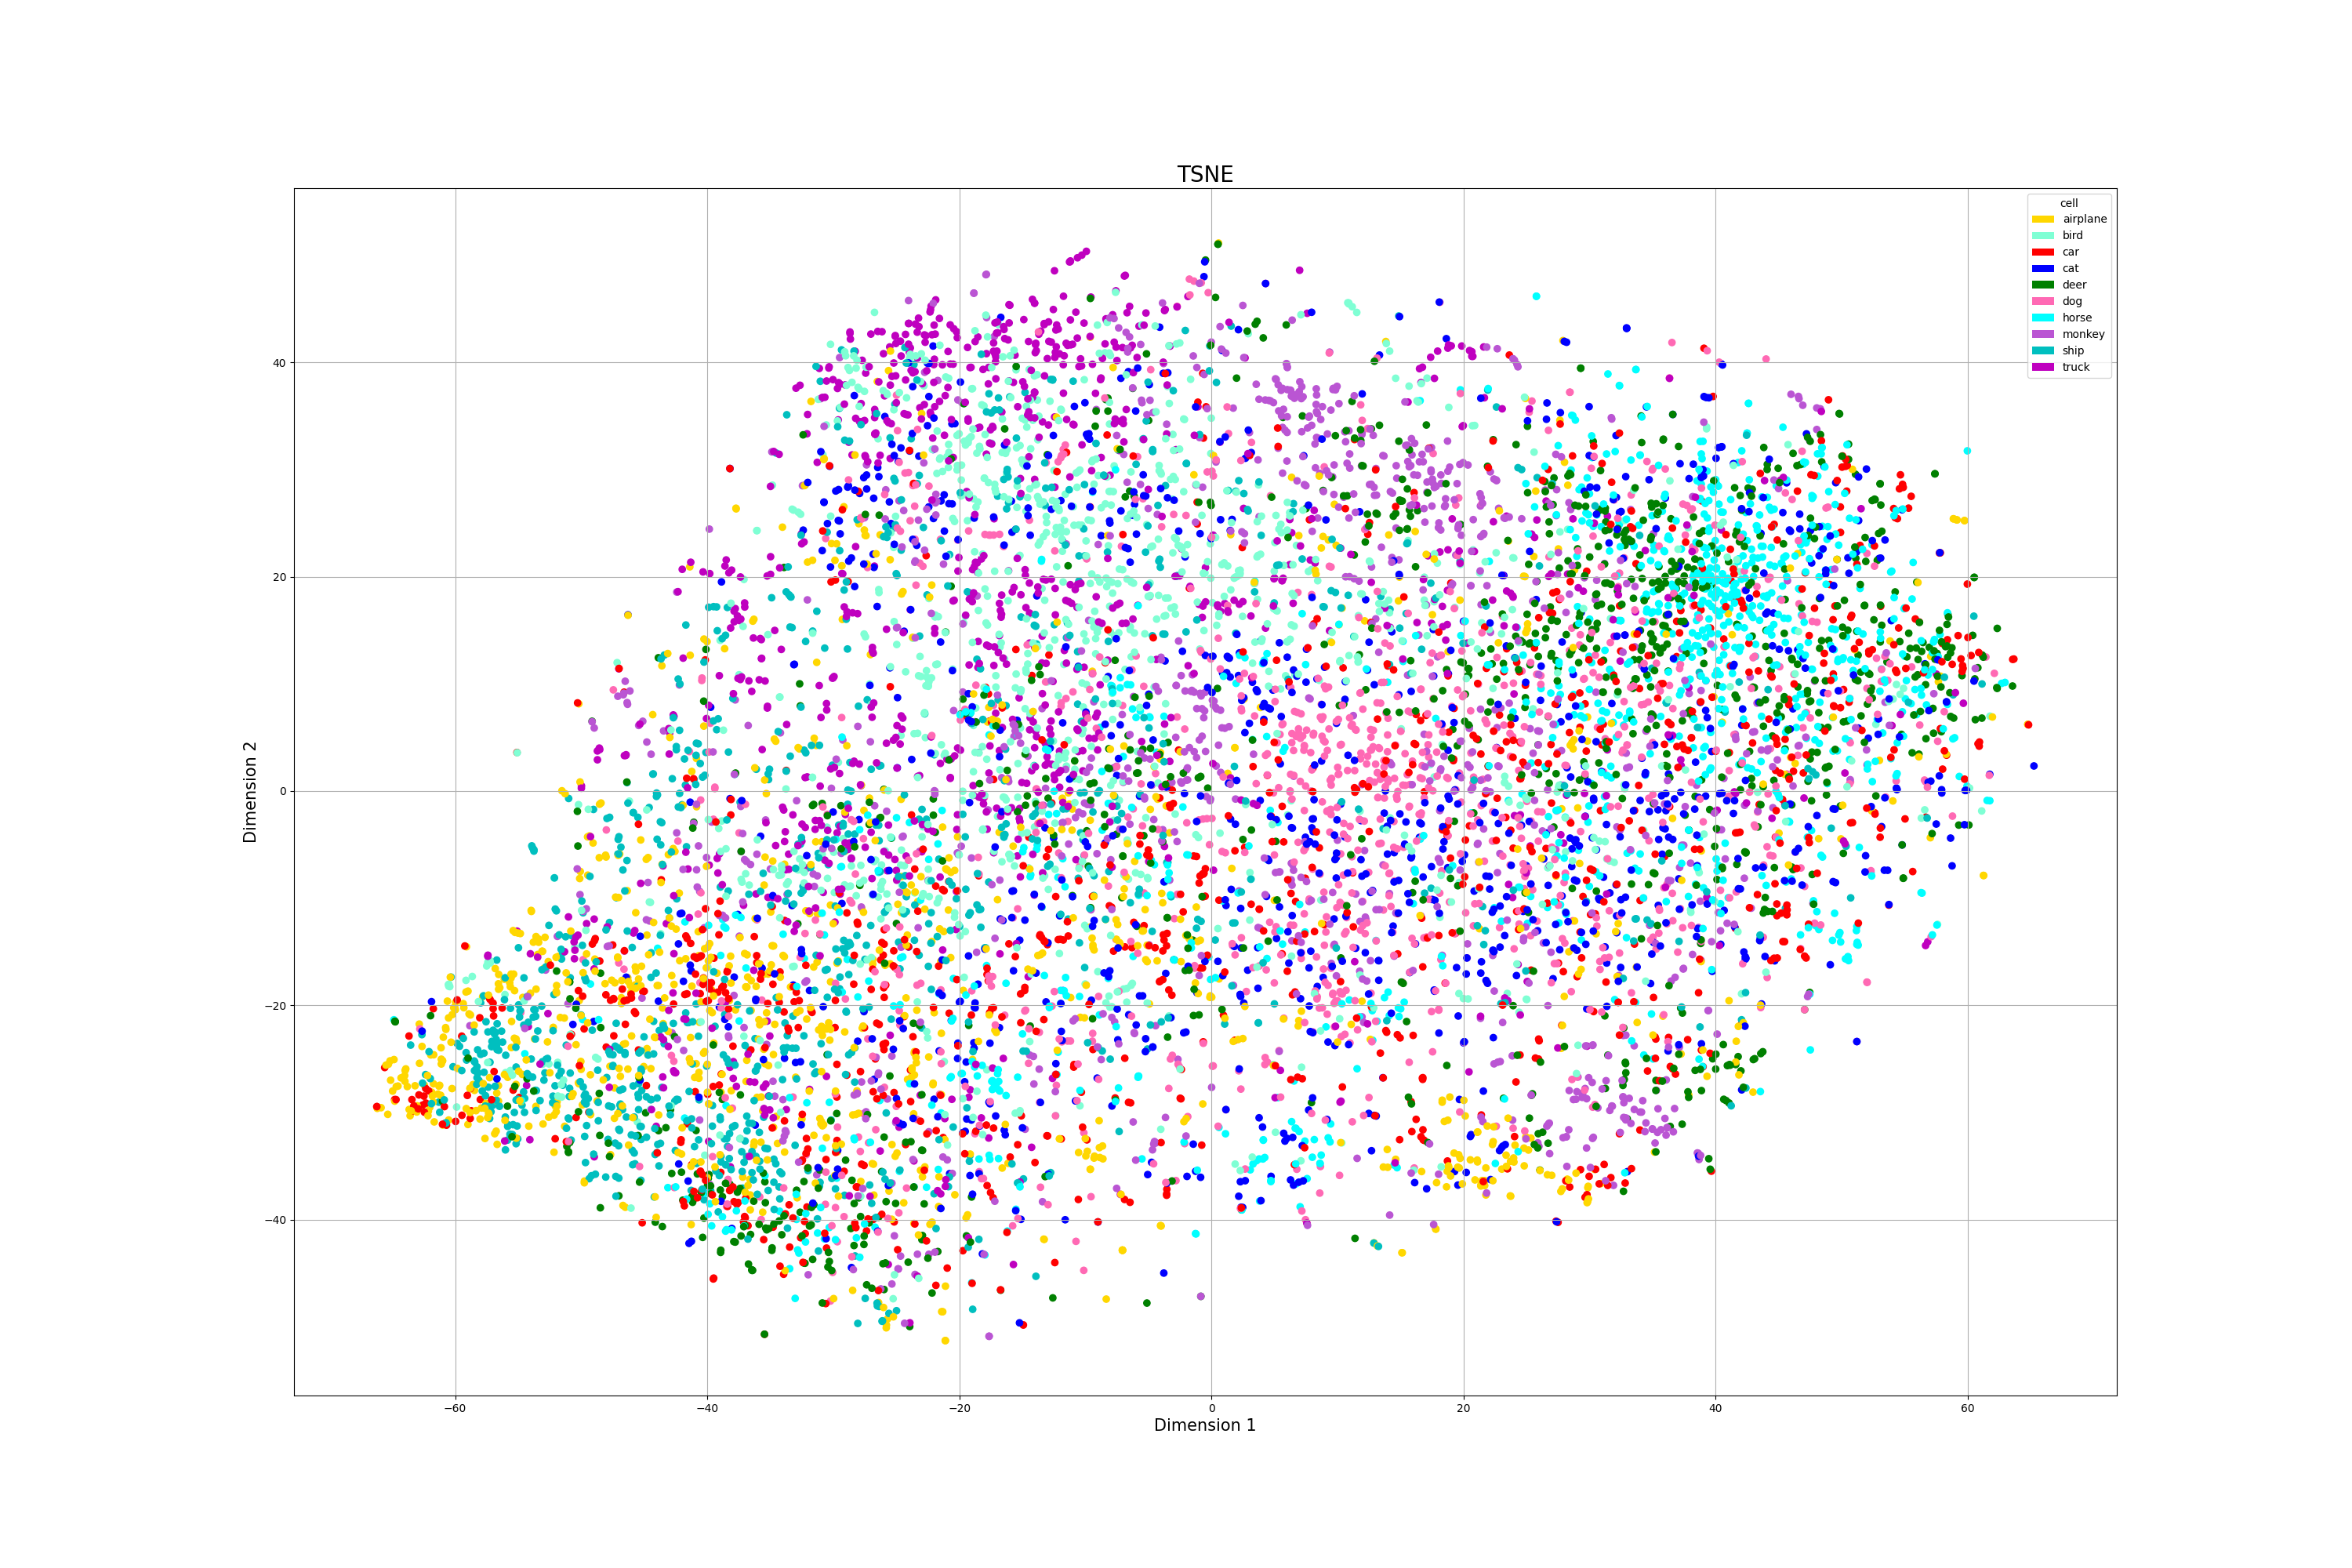 TSNE
cell
airplane
bird
car
cat
deer
dog
horse
monkey
ship
truck
40
20
0
−20
−40
Dimension 2
−60 −40 −20 0 20 40 60
Dimension 1